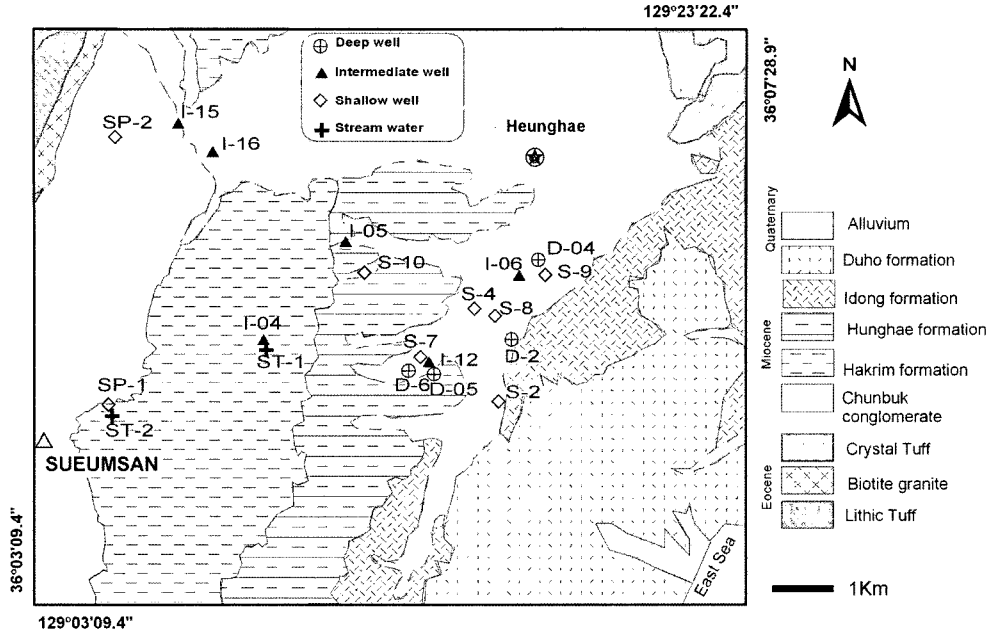 129°23'22.4"
36°07'28.9"
N
Deep well
Intermediate well
Shallow well
Stream water
I-15
SP-2
I-16
Heunghae
I-05
D-04
S-10
I-06
S-9
S-4
S-8
I-04
ST-1
S-7
I-12
D-2
D-6
D-05
SP-1
S-2
ST-2
SUEUMSAN
East Sea
Quaternary
Miocene
Eocene
Alluvium
Duho formation
Idong formation
Hunghae formation
Hakrim formation
Chunbuk
conglomerate
Crystal Tuff
Biotite granite
Lithic Tuff
1Km
36°03'09.4"
129°03'09.4"